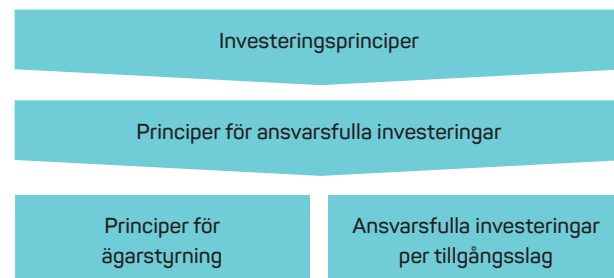 Investeringsprinciper
Principer för ansvarsfulla investeringar
Principer för
ägarstyrning
Ansvarsfulla investeringar
per tillgångsslag